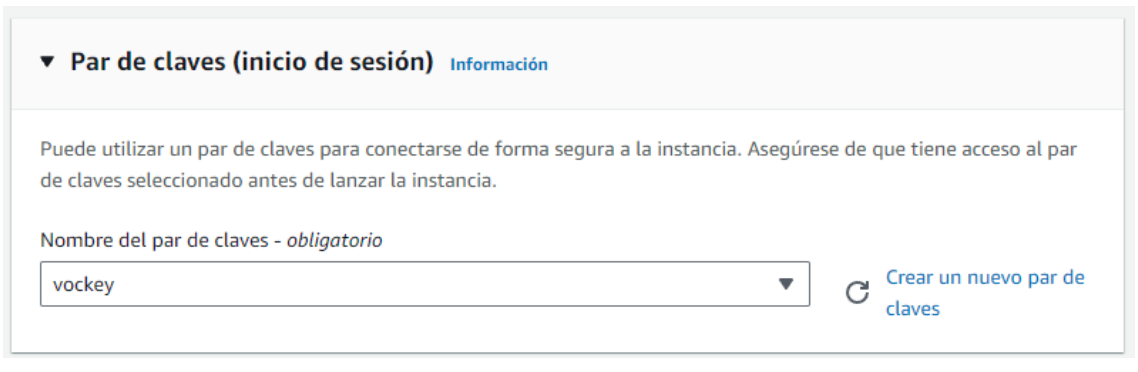 Par de claves (inicio de sesión) Información
Puede utilizar un par de claves para conectarse de forma segura a la instancia. Asegúrese de que tiene acceso al par
de claves seleccionado antes de lanzar la instancia.
Nombre del par de claves - obligatorio
vockey
Crear un nuevo par de
claves